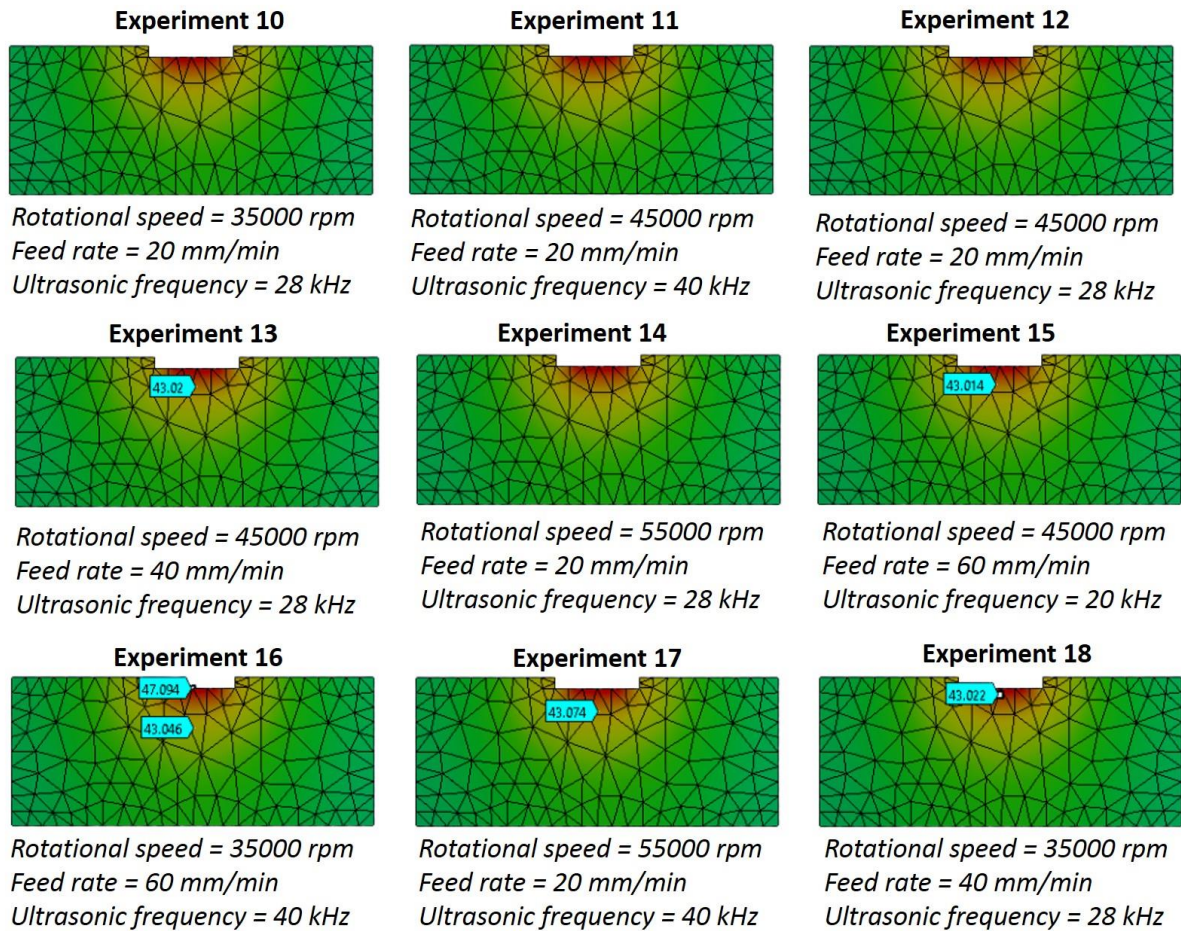 Experiment 10
Experiment 11
Experiment 12
Rotational speed = 35000 rpm
Feed rate = 20 mm/min
Ultrasonic frequency = 28 kHz
Rotational speed = 45000 rpm
Feed rate = 20 mm/min
Ultrasonic frequency = 40 kHz
Rotational speed = 45000 rpm
Feed rate = 20 mm/min
Ultrasonic frequency = 28 kHz
Experiment 13
Experiment 14
Experiment 15
43.02
43.014
Rotational speed = 45000 rpm
Feed rate = 40 mm/min
Ultrasonic frequency = 28 kHz
Rotational speed = 55000 rpm
Feed rate = 20 mm/min
Ultrasonic frequency = 28 kHz
Rotational speed = 45000 rpm
Feed rate = 60 mm/min
Ultrasonic frequency = 20 kHz
Experiment 16
Experiment 17
Experiment 18
47.094
43.046
43.074
43.022
Rotational speed = 35000 rpm
Feed rate = 60 mm/min
Ultrasonic frequency = 40 kHz
Rotational speed = 55000 rpm
Feed rate = 20 mm/min
Ultrasonic frequency = 40 kHz
Rotational speed = 35000 rpm
Feed rate = 40 mm/min
Ultrasonic frequency = 28 kHz